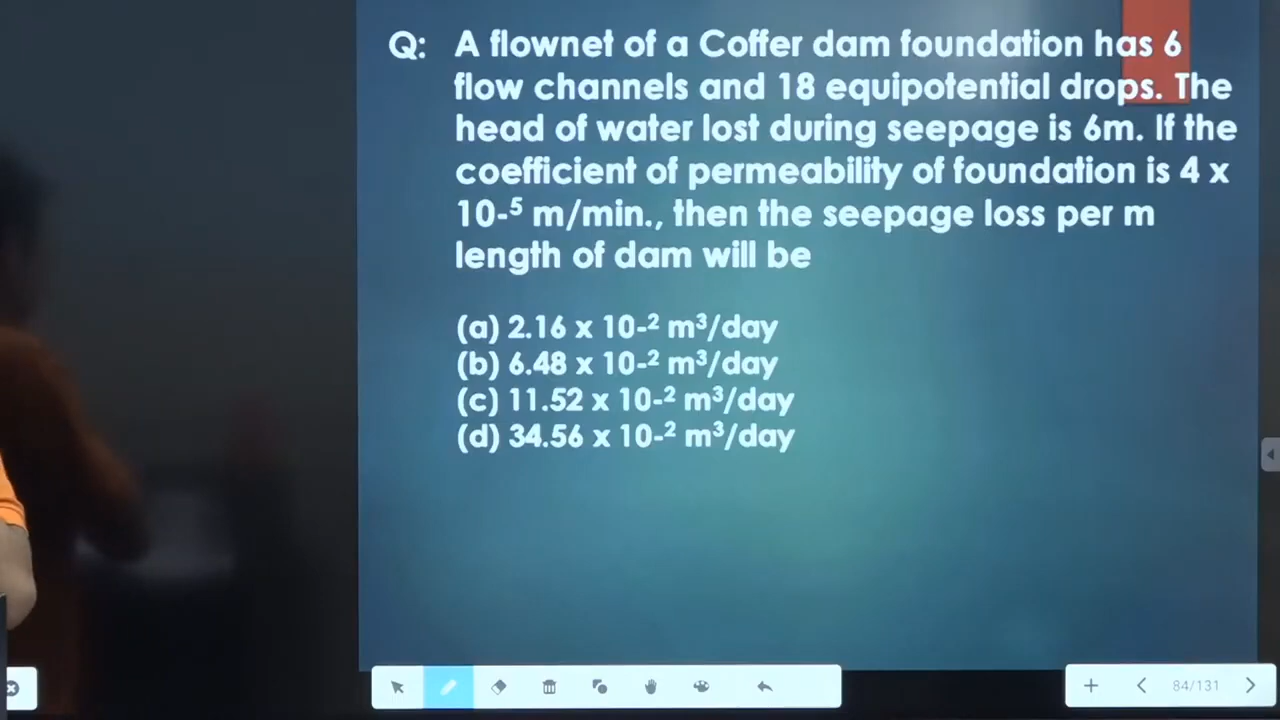 Q: A flownet of a Coffer dam foundation has 6
flow channels and 18 equipotential drops. The
head of water lost during seepage is 6m. If the
coefficient of permeability of foundation is 4 x
10-⁵ m/min., then the seepage loss per m
length of dam will be
(a) 2.16 x 10-² m³/day
(b) 6.48 x 10-² m³/day
(c) 11.52 x 10-² m³/day
(d) 34.56 x 10-² m³/day
84/131